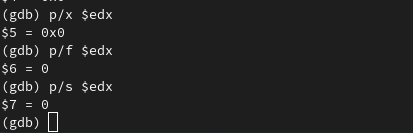 (gdb) p/x $edx
$5 = 0x0
(gdb) p/f $edx
$6 = 0
(gdb) p/s $edx
$7 = 0
(gdb)